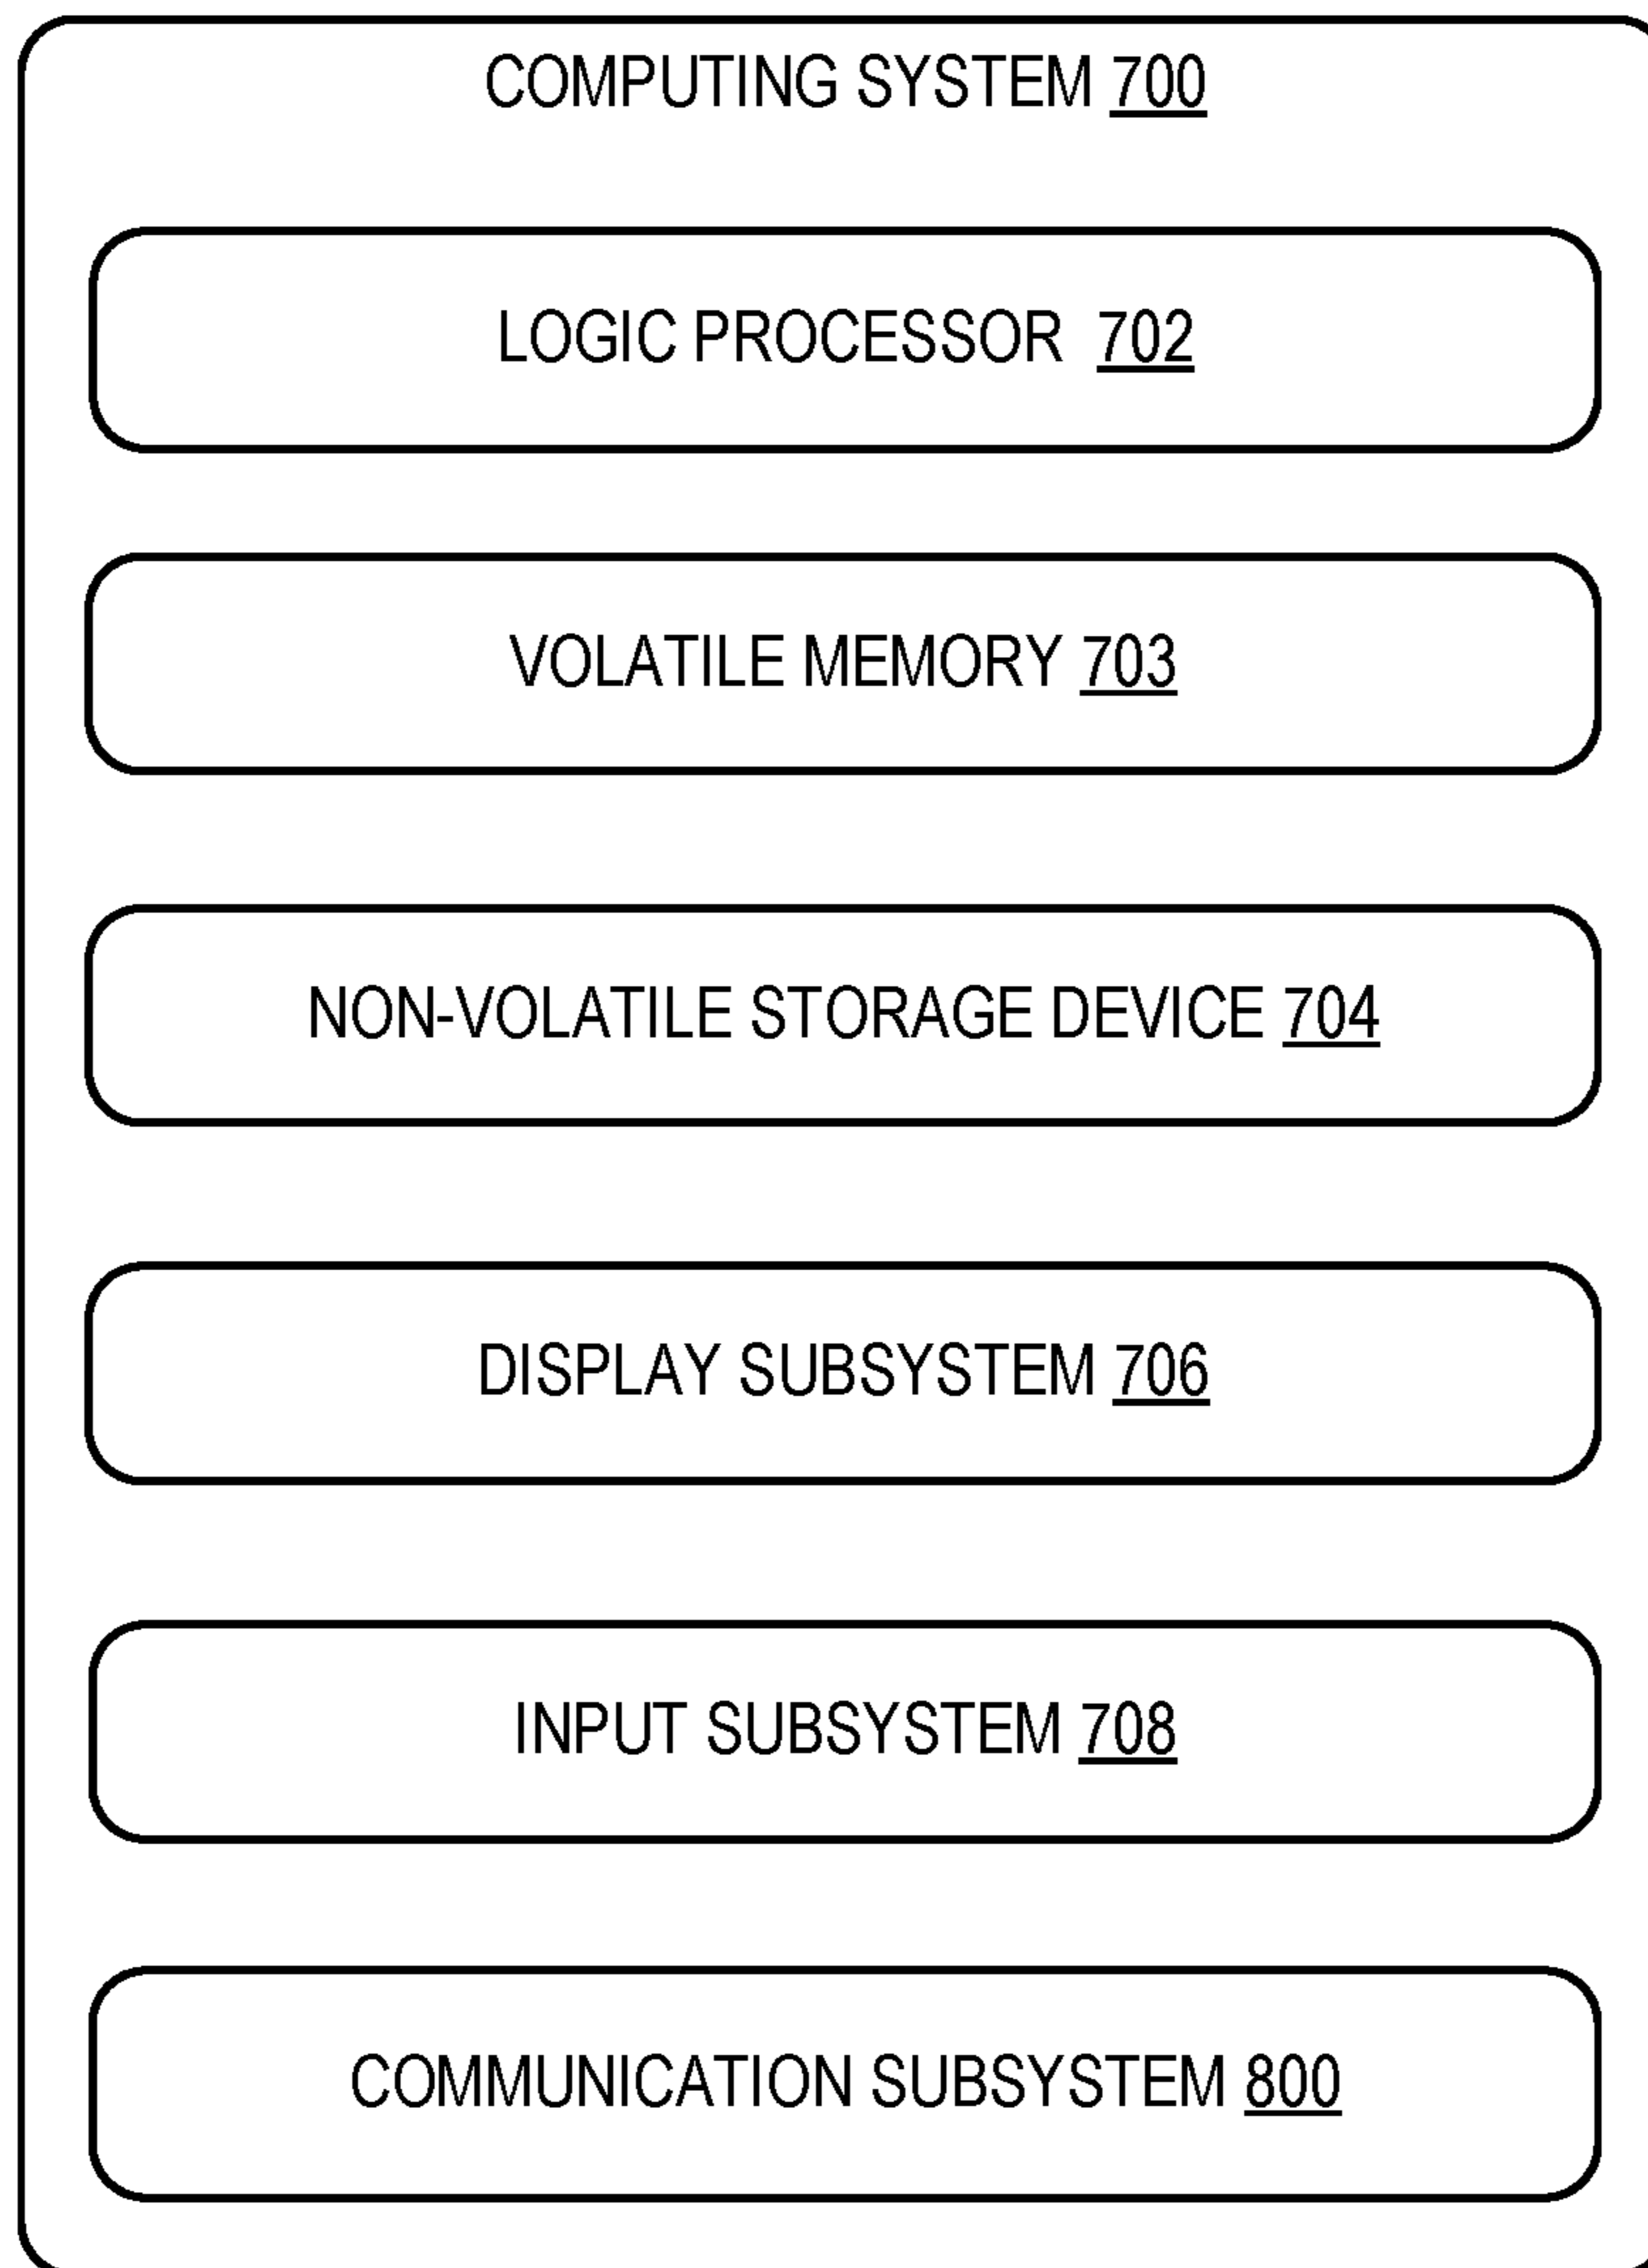 COMPUTING SYSTEM 700
LOGIC PROCESSOR 702
VOLATILE MEMORY 703
NON-VOLATILE STORAGE DEVICE 704
DISPLAY SUBSYSTEM 706
INPUT SUBSYSTEM 708
COMMUNICATION SUBSYSTEM 800